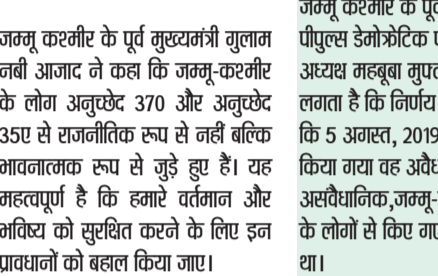 जम्मू कश्मीर के पूर्व मुख्यमंत्री गुलाम
नबी आजाद ने कहा कि जम्मू-कश्मीर
के लोग अनुच्छेद 370 और अनुच्छेद
35ए से राजनीतिक रूप से नहीं बल्कि
भावनात्मक रूप से जुड़े हुए हैं। यह
महत्वपूर्ण है कि हमारे वर्तमान और
भविष्य को सुरक्षित करने के लिए इन
प्रावधानों को बहाल किया जाए।
जम्मू कश्मीर के
पीपुल्स डेमोक्रेटिक
अध्यक्ष महबूबा
लगता है कि निर्णय
कि 5 अगस्त, 2019
किया गया वह
असवैधानिक,जम्मू-
के लोगों से किए
था।